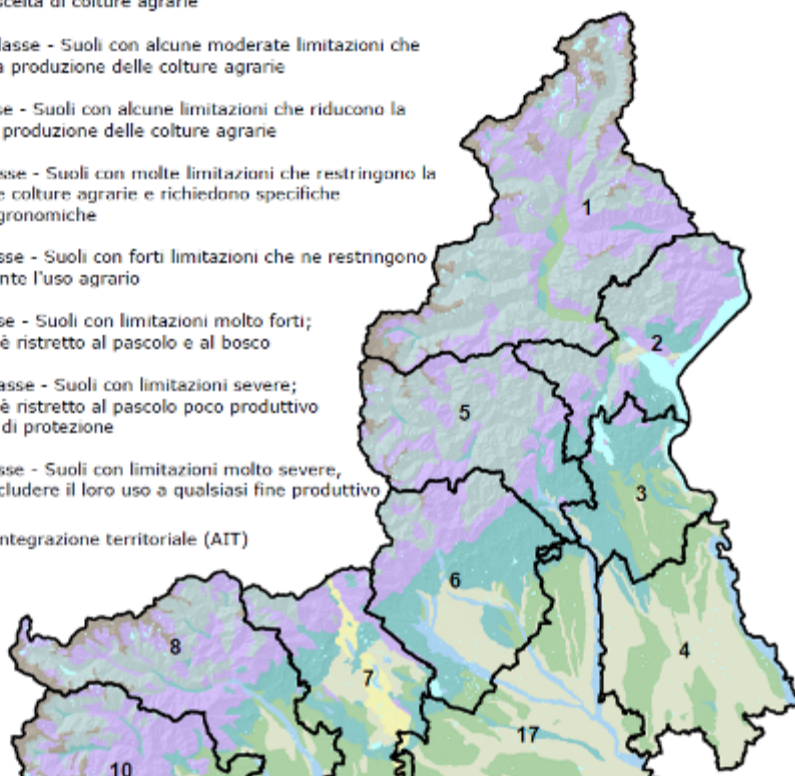 scelta di colture agrarie
lasse - Suoli con alcune moderate limitazioni che
a produzione delle colture agrarie
se - Suoli con alcune limitazioni che riducono la
produzione delle colture agrarie
sse - Suoli con molte limitazioni che restringono la
e colture agrarie e richiedono specifiche
gronomiche
sse - Suoli con forti limitazioni che ne restringono
nte l'uso agrario
se - Suoli con limitazioni molto forti;
è ristretto al pascolo e al bosco
asse - Suoli con limitazioni severe;
è ristretto al pascolo poco produttivo
di protezione
sse - Suoli con limitazioni molto severe,
cludere il loro uso a qualsiasi fine produttivo
ntegrazione territoriale (AIT)
1
2
5
3
6
8
4
7
17
10